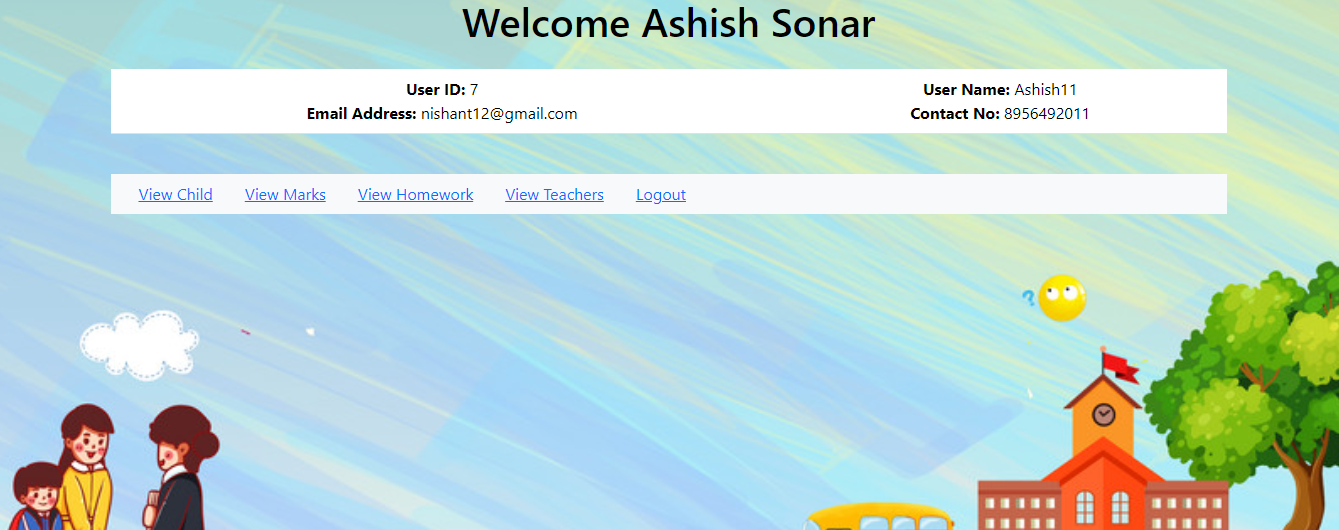 Welcome Ashish Sonar
User ID: 7 User Name: Ashish11
Email Address: nishant12@gmail.com Contact No: 8956492011
View Child View Marks View Homework View Teachers Logout
?